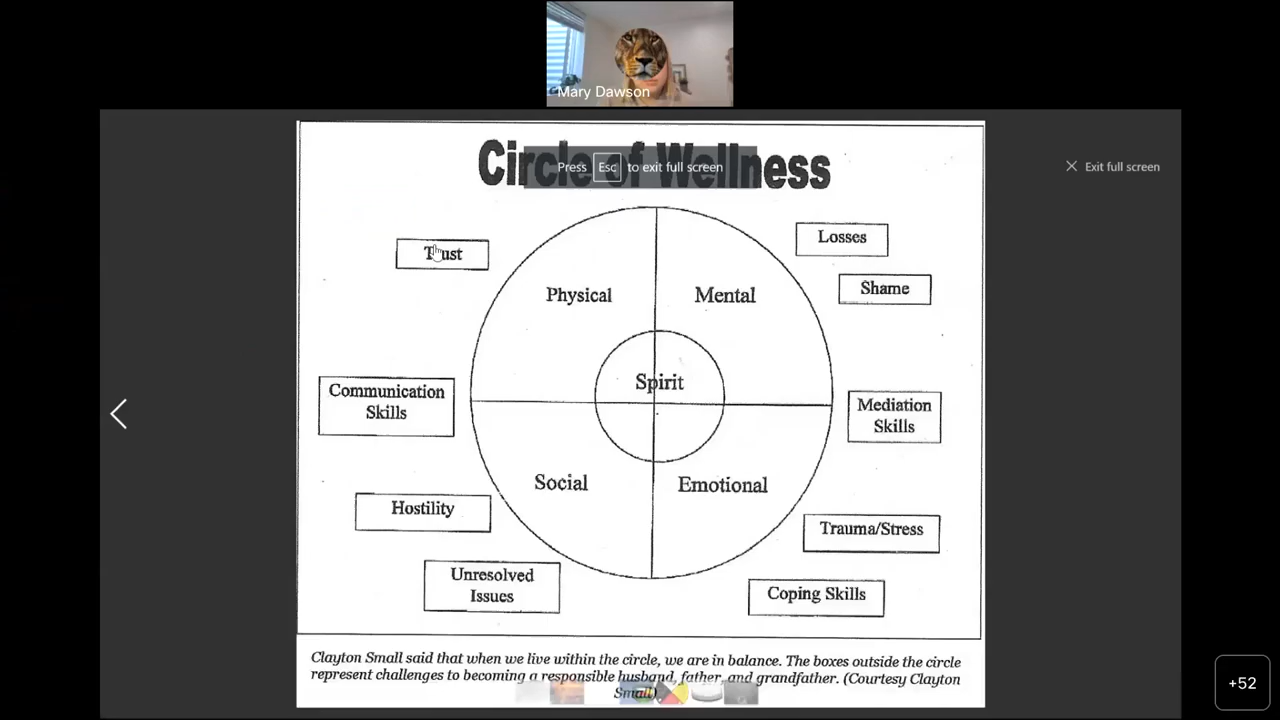 Mary Dawson
Circle of Wellness
Press Esc to exit full screen
Exit full screen
Trust
Losses
Shame
Physical
Mental
Spirit
Communication
Skills
Mediation
Skills
Social
Emotional
Hostility
Trauma/Stress
Unresolved
Issues
Coping Skills
Clayton Small said that when we live within the circle, we are in balance. The boxes outside the circle
represent challenges to becoming a responsible husband, father, and grandfather. (Courtesy Clayton
Small)
+52